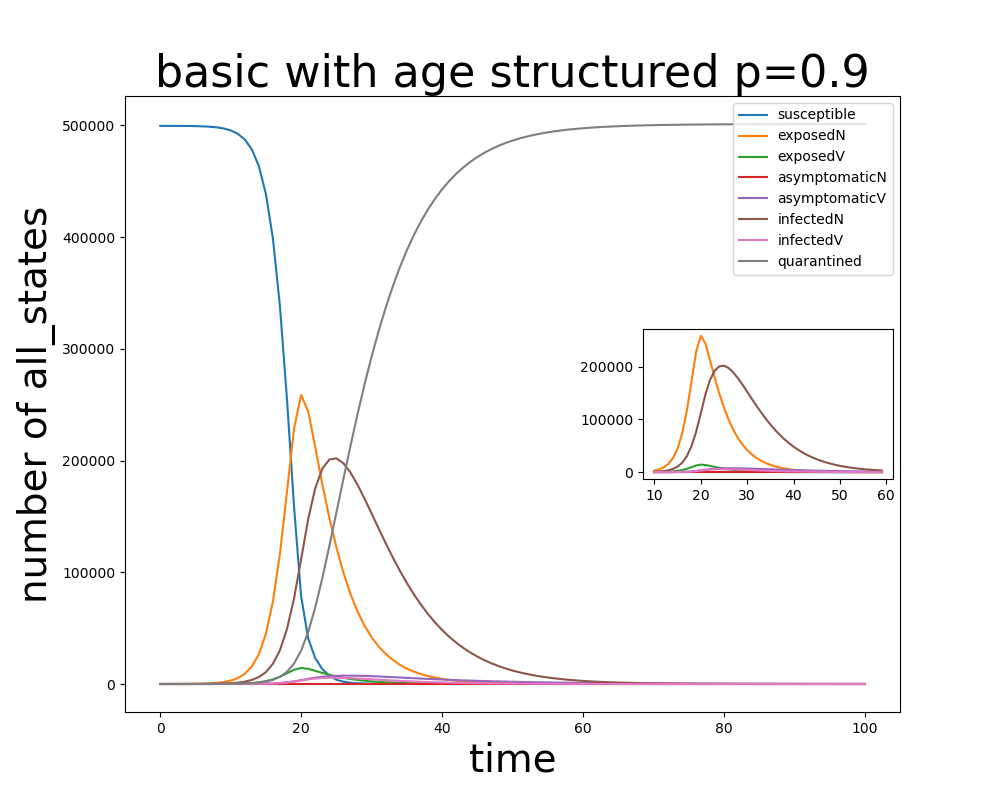 basic with age structured p=0.9
number of all_states
500000
400000
300000
200000
100000
0
susceptible
exposedN
exposedV
asymptomaticN
asymptomaticV
infectedN
infectedV
quarantined
200000
100000
0
10 20 30 40 50 60
0 20 40 60 80 100
time